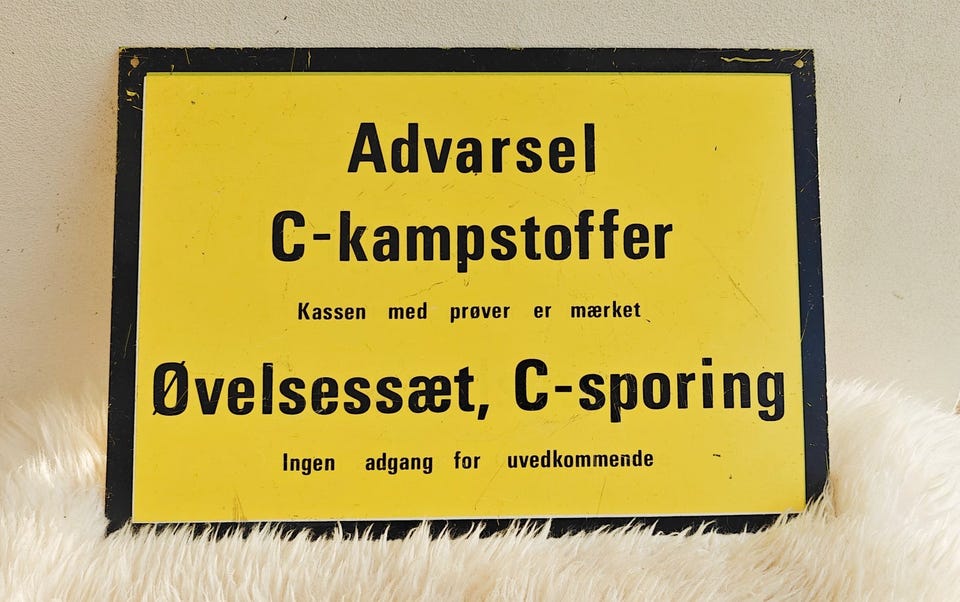 Advarsel
C-kampstoffer
Kassen med prøver er mærket
Øvelsessæt, C-sporing
Ingen adgang for uvedkommende